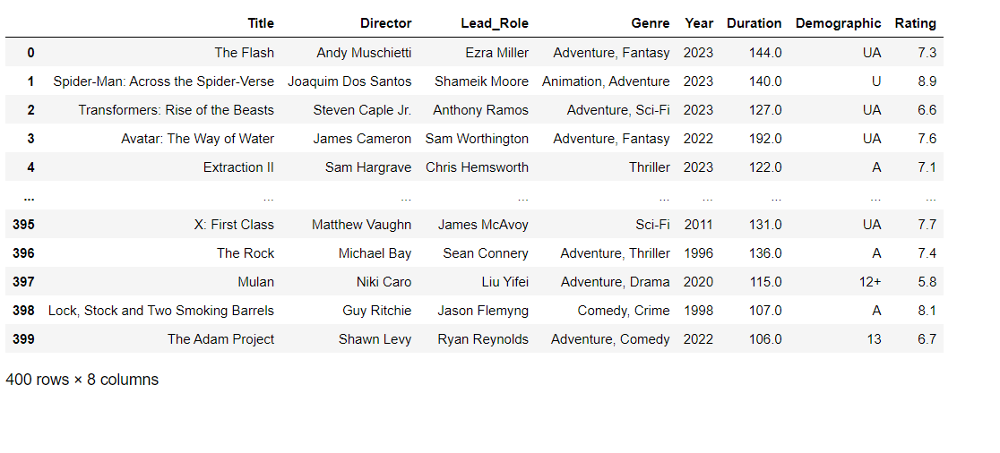 Title Director Lead_Role Genre Year Duration Demographic Rating
0 The Flash Andy Muschietti Ezra Miller Adventure, Fantasy 2023 144.0 UA 7.3
1 Spider-Man: Across the Spider-Verse Joaquim Dos Santos Shameik Moore Animation, Adventure 2023 140.0 U 8.9
2 Transformers: Rise of the Beasts Steven Caple Jr. Anthony Ramos Adventure, Sci-Fi 2023 127.0 UA 6.6
3 Avatar: The Way of Water James Cameron Sam Worthington Adventure, Fantasy 2022 192.0 UA 7.6
4 Extraction II Sam Hargrave Chris Hemsworth Thriller 2023 122.0 A 7.1
... ... ... ... ... ... ... ... ...
395 X: First Class Matthew Vaughn James McAvoy Sci-Fi 2011 131.0 UA 7.7
396 The Rock Michael Bay Sean Connery Adventure, Thriller 1996 136.0 A 7.4
397 Mulan Niki Caro Liu Yifei Adventure, Drama 2020 115.0 12+ 5.8
398 Lock, Stock and Two Smoking Barrels Guy Ritchie Jason Flemyng Comedy, Crime 1998 107.0 A 8.1
399 The Adam Project Shawn Levy Ryan Reynolds Adventure, Comedy 2022 106.0 13 6.7
400 rows × 8 columns